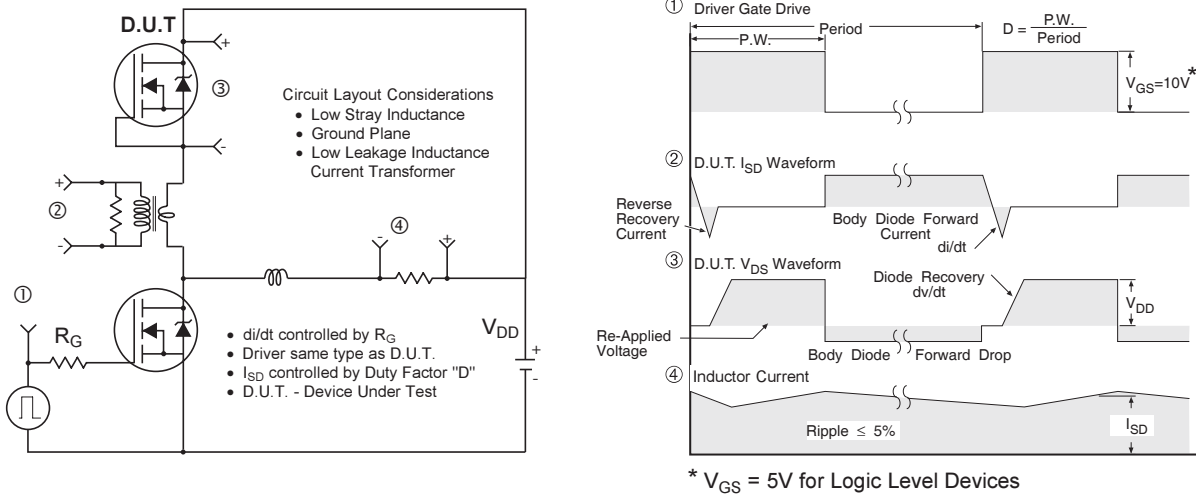 D.U.T
+
③
-
Circuit Layout Considerations
• Low Stray Inductance
• Ground Plane
• Low Leakage Inductance
Current Transformer
+
②
-
④
- +
①
R_G
V_DD
+
-
• di/dt controlled by R_G
• Driver same type as D.U.T.
• I_SD controlled by Duty Factor "D"
• D.U.T. - Device Under Test
① Driver Gate Drive
P.W.
Period
D = P.W. / Period
V_GS=10V*
② D.U.T. I_SD Waveform
Reverse
Recovery
Current
Body Diode Forward
Current
di/dt
③ D.U.T. V_DS Waveform
Diode Recovery
dv/dt
V_DD
Re-Applied
Voltage
Body Diode Forward Drop
④ Inductor Current
Ripple ≤ 5%
I_SD
* V_GS = 5V for Logic Level Devices